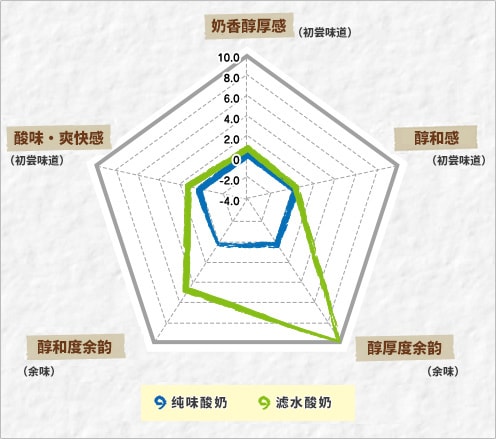 奶香醇厚感
(初尝味道)
10.0
8.0
6.0
4.0
2.0
0
-2.0
-4.0
酸味・爽快感
(初尝味道)
醇和感
(初尝味道)
醇和度余韵
(余味)
醇厚度余韵
(余味)
纯味酸奶 滤水酸奶